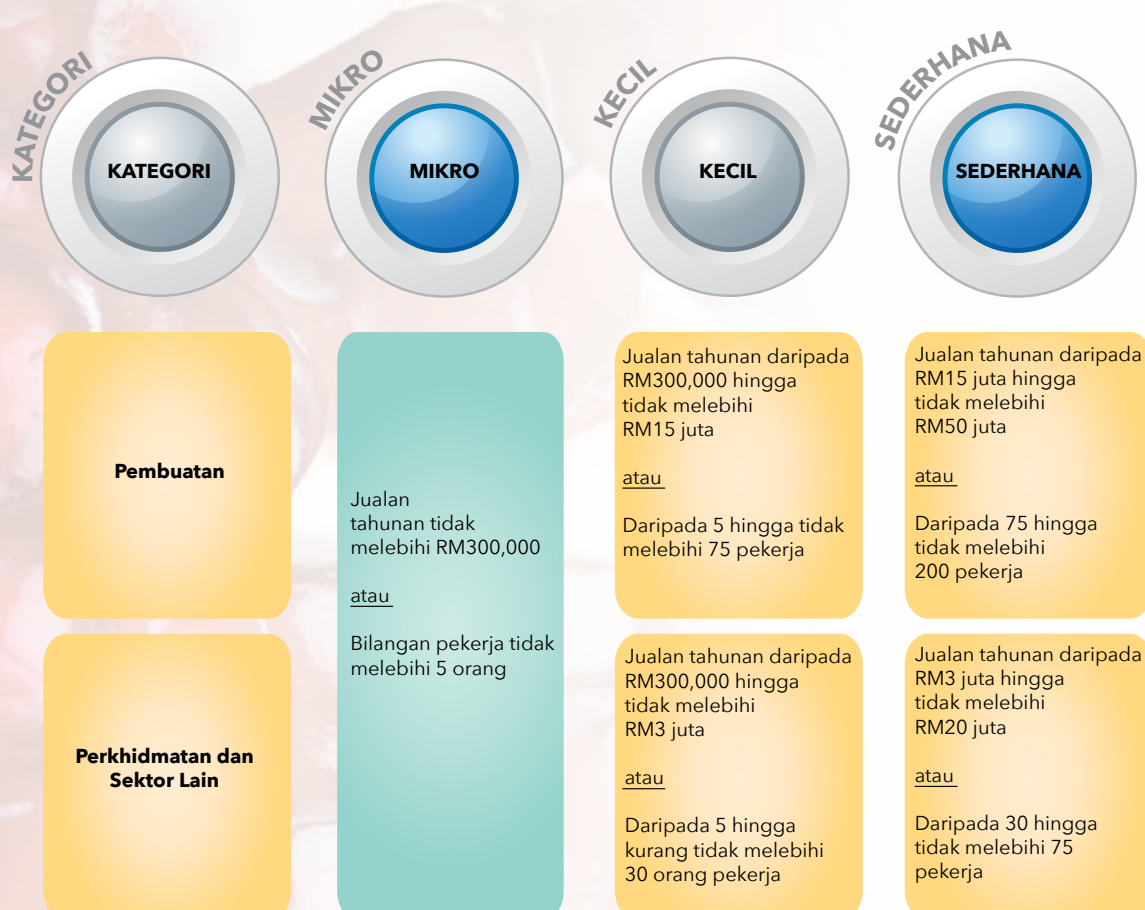 KATEGORI
KATEGORI
MIKRO
MIKRO
KECIL
KECIL
SEDERHANA
SEDERHANA
Pembuatan
Jualan
tahunan tidak
melebihi RM300,000
atau
Bilangan pekerja tidak
melebihi 5 orang
Jualan tahunan daripada
RM300,000 hingga
tidak melebihi
RM15 juta
atau
Daripada 5 hingga tidak
melebihi 75 pekerja
Jualan tahunan daripada
RM15 juta hingga
tidak melebihi
RM50 juta
atau
Daripada 75 hingga
tidak melebihi
200 pekerja
Perkhidmatan dan
Sektor Lain
Jualan tahunan daripada
RM300,000 hingga
tidak melebihi
RM3 juta
atau
Daripada 5 hingga
kurang tidak melebihi
30 orang pekerja
Jualan tahunan daripada
RM3 juta hingga
tidak melebihi
RM20 juta
atau
Daripada 30 hingga
tidak melebihi 75
pekerja